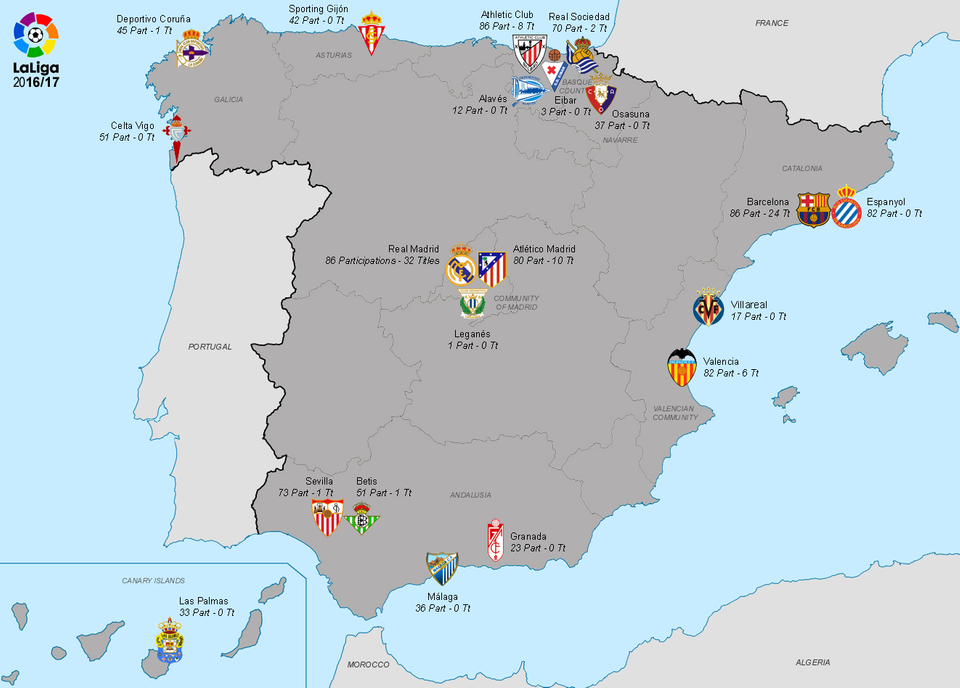 LaLiga
2016/17
Deportivo Coruña
45 Part - 1 Tt
Sporting Gijón
42 Part - 0 Tt
Athletic Club
86 Part - 8 Tt
Real Sociedad
70 Part - 2 Tt
FRANCE
ASTURIAS
GALICIA
BASQUE
COUNTY
Alavés
12 Part - 0 Tt
Eibar
3 Part - 0 Tt
Osasuna
37 Part - 0 Tt
NAVARRE
Celta Vigo
51 Part - 0 Tt
CATALONIA
Barcelona
86 Part - 24 Tt
Espanyol
82 Part - 0 Tt
Real Madrid
86 Participations - 32 Titles
Atlético Madrid
80 Part - 10 Tt
COMMUNITY
OF MADRID
Leganés
1 Part - 0 Tt
Villareal
17 Part - 0 Tt
PORTUGAL
Valencia
82 Part - 6 Tt
VALENCIAN
COMMUNITY
Sevilla
73 Part - 1 Tt
Betis
51 Part - 1 Tt
ANDALUSIA
Granada
23 Part - 0 Tt
Málaga
36 Part - 0 Tt
CANARY ISLANDS
Las Palmas
33 Part - 0 Tt
MOROCCO
ALGERIA